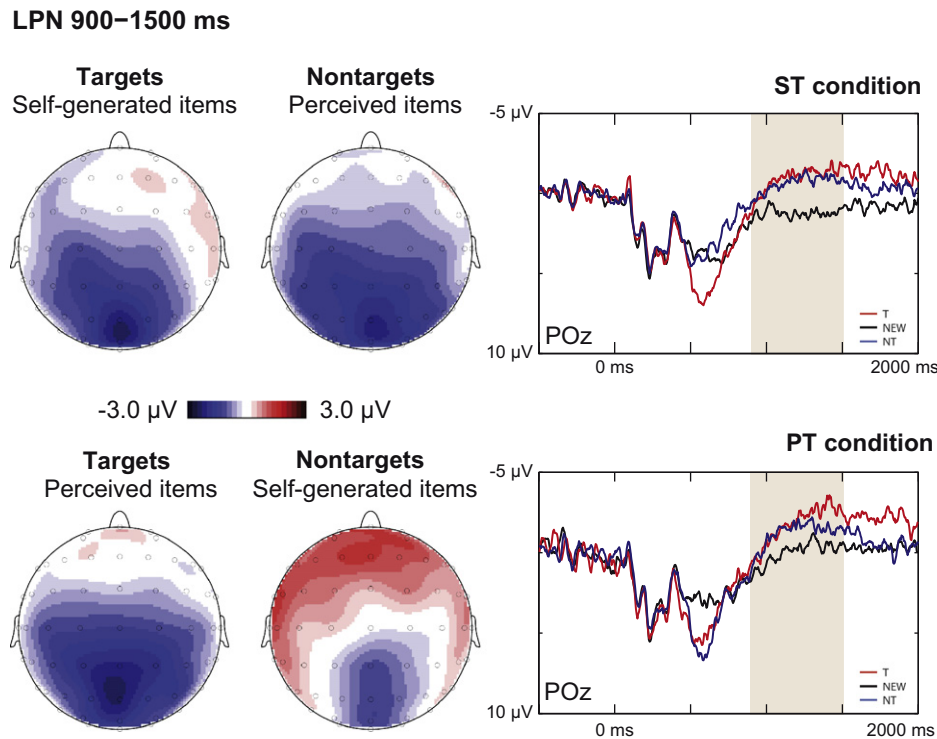 LPN 900−1500 ms
Targets
Self-generated items
Nontargets
Perceived items
ST condition
-5 µV
POz
T
NEW
NT
10 µV
0 ms
2000 ms
-3.0 µV
3.0 µV
Targets
Perceived items
Nontargets
Self-generated items
PT condition
-5 µV
POz
T
NEW
NT
10 µV
0 ms
2000 ms